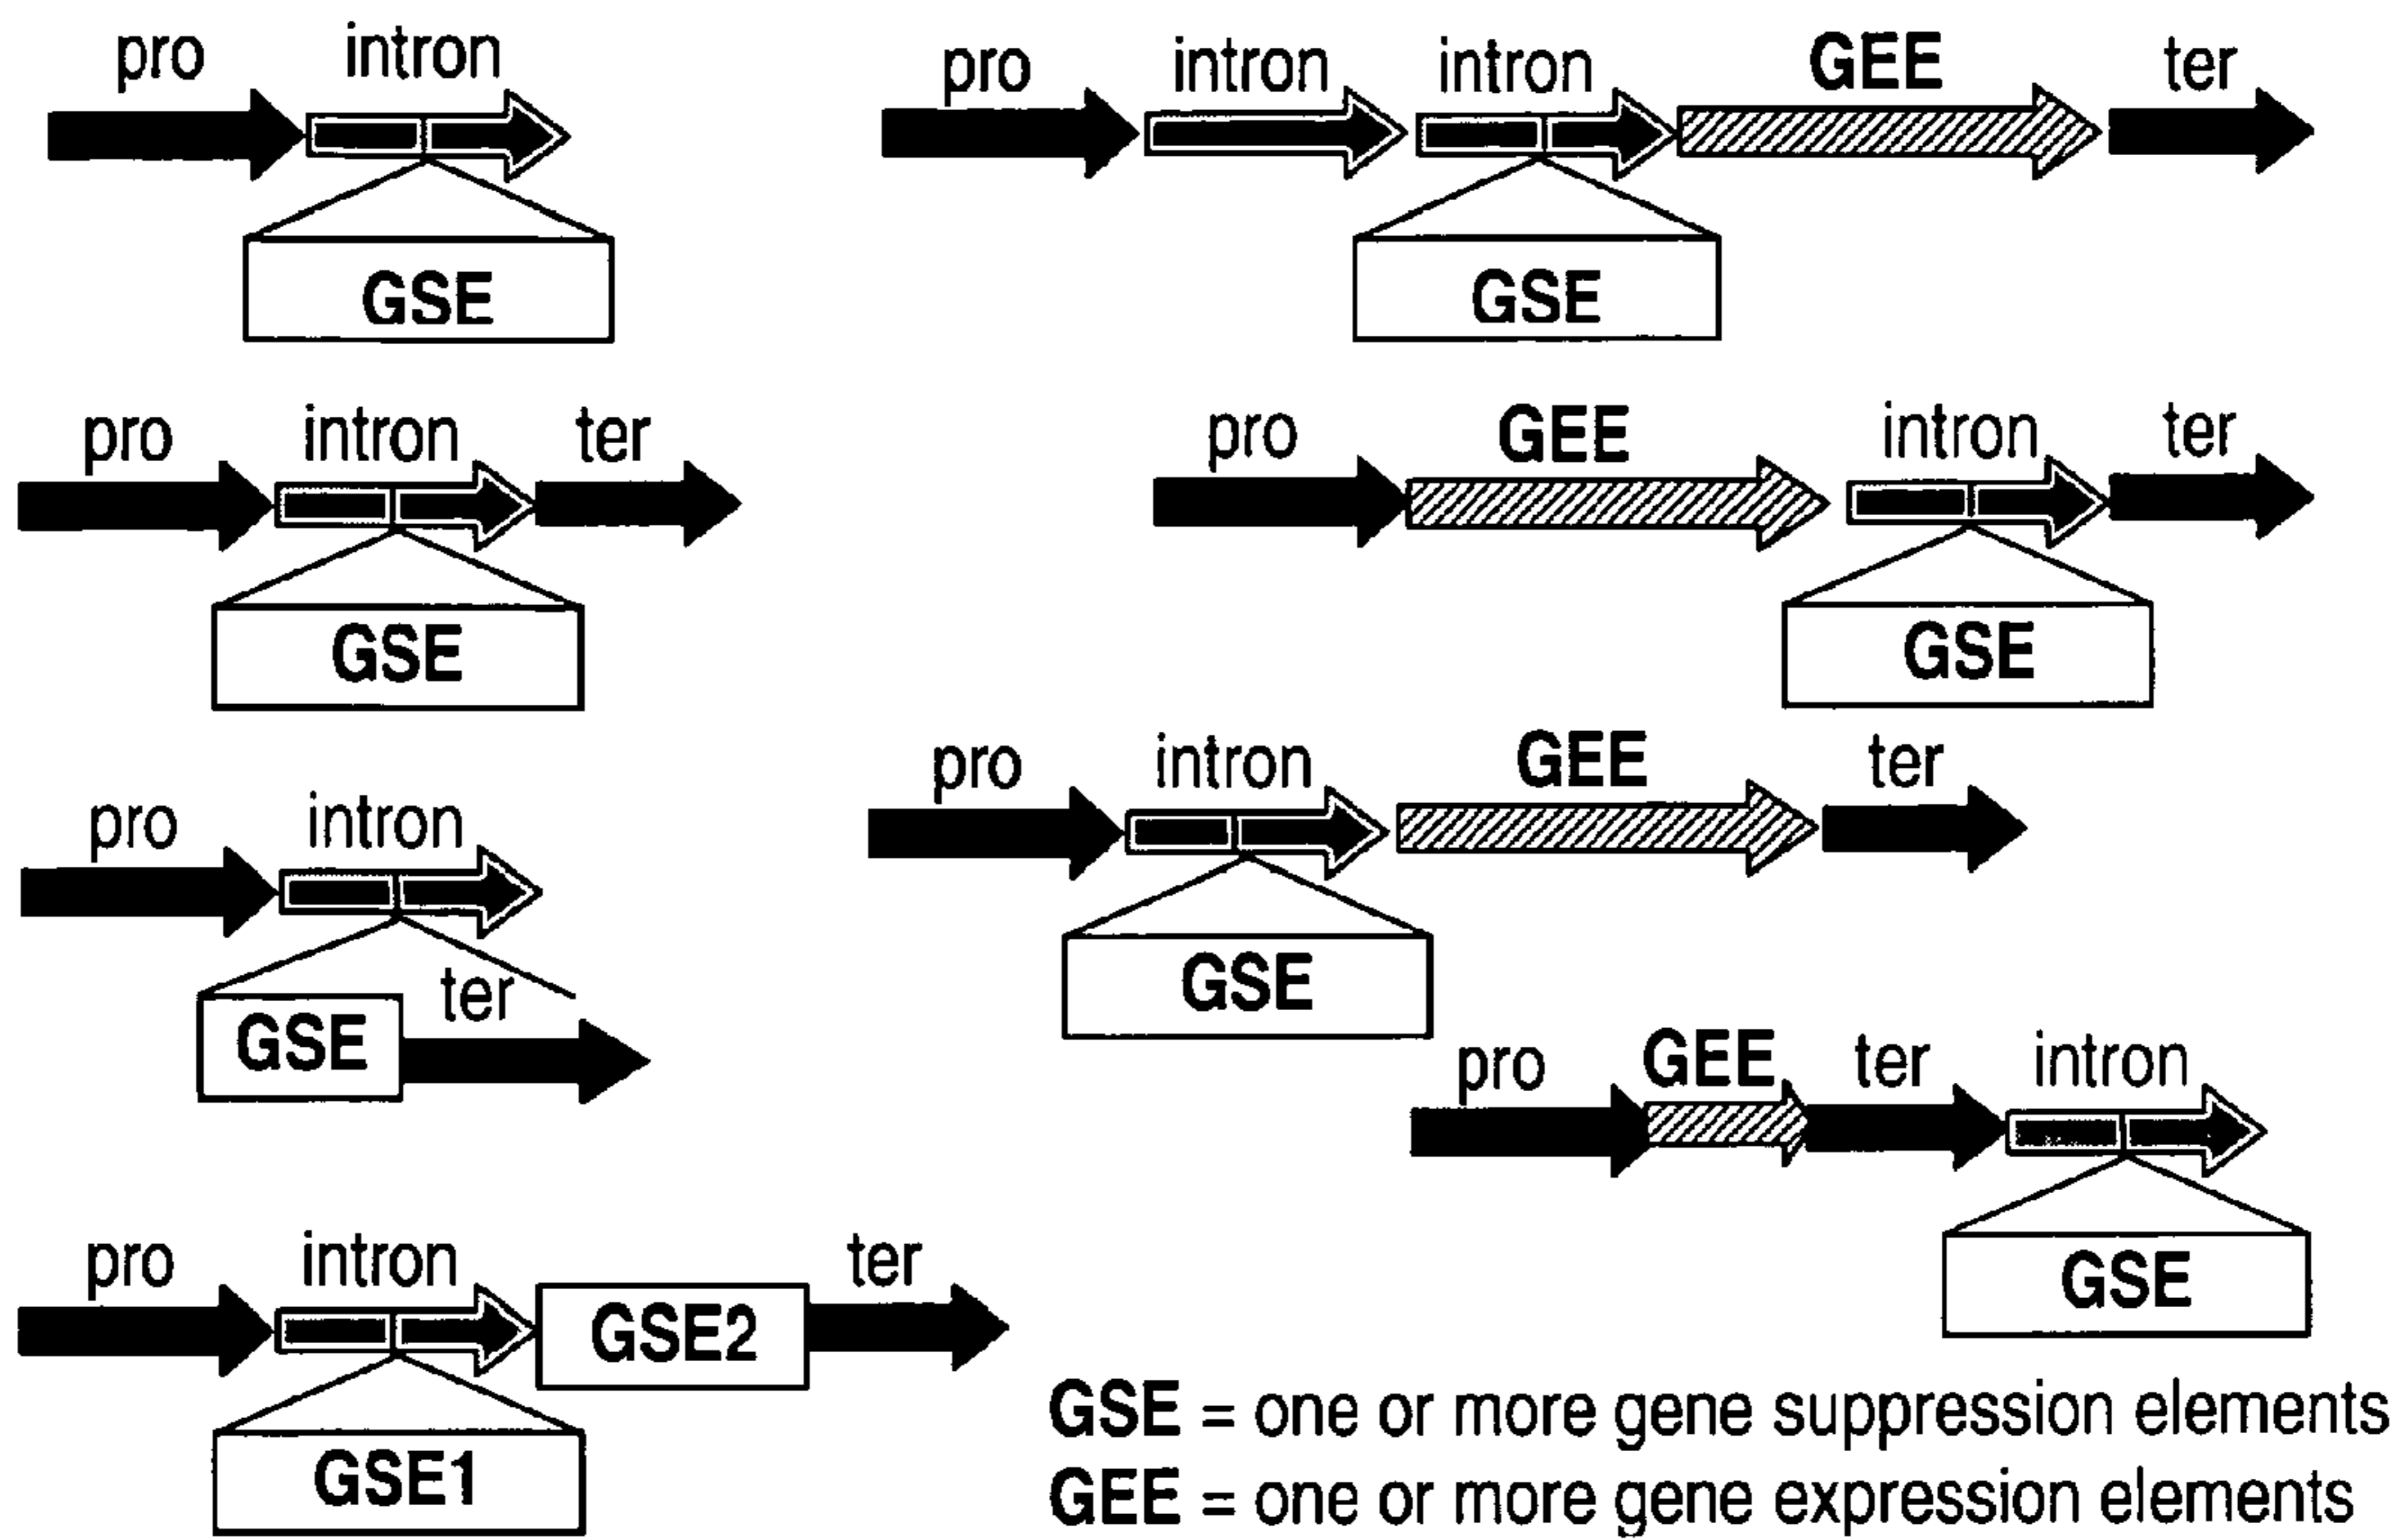 pro intron
GSE
pro intron intron GEE ter
GSE
pro intron ter
GSE
pro GEE intron ter
GSE
pro intron
GSE ter
pro intron GEE ter
GSE
pro GEE ter intron
GSE
pro intron GSE2 ter
GSE1
GSE = one or more gene suppression elements
GEE = one or more gene expression elements